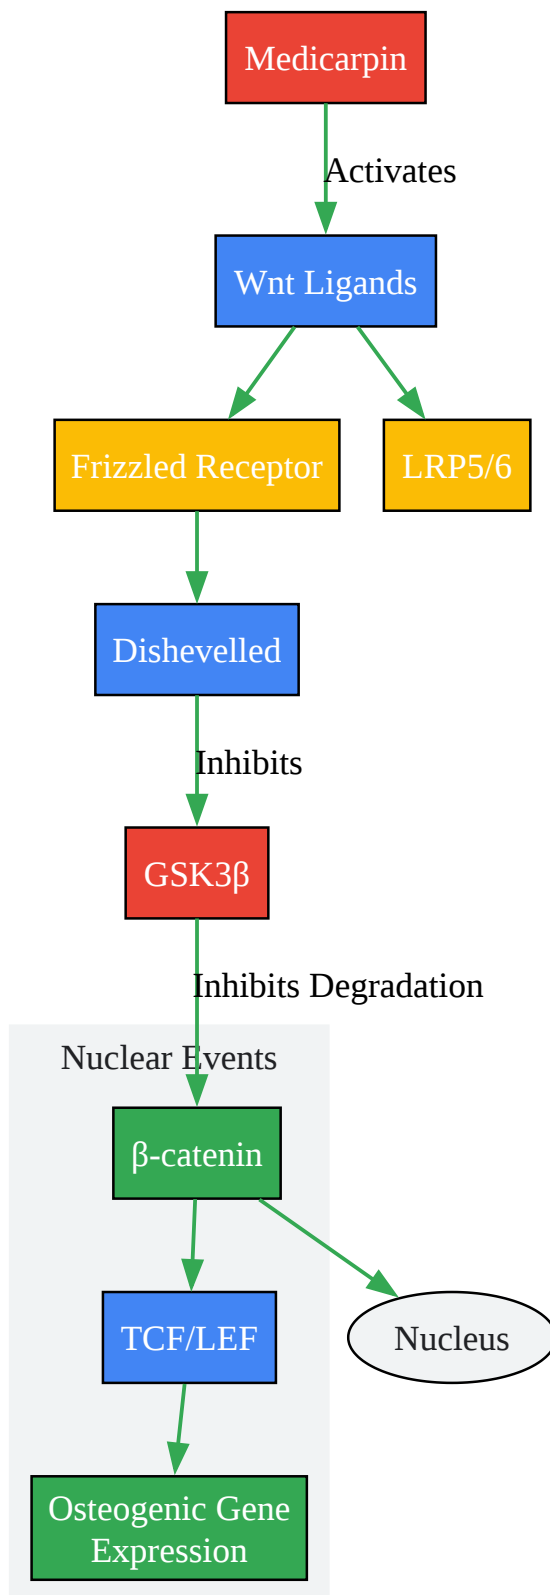 Medicarpin
Activates
Wnt Ligands
Frizzled Receptor
LRP5/6
Dishevelled
Inhibits
GSK3β
Inhibits Degradation
Nuclear Events
β-catenin
TCF/LEF
Nucleus
Osteogenic Gene
Expression